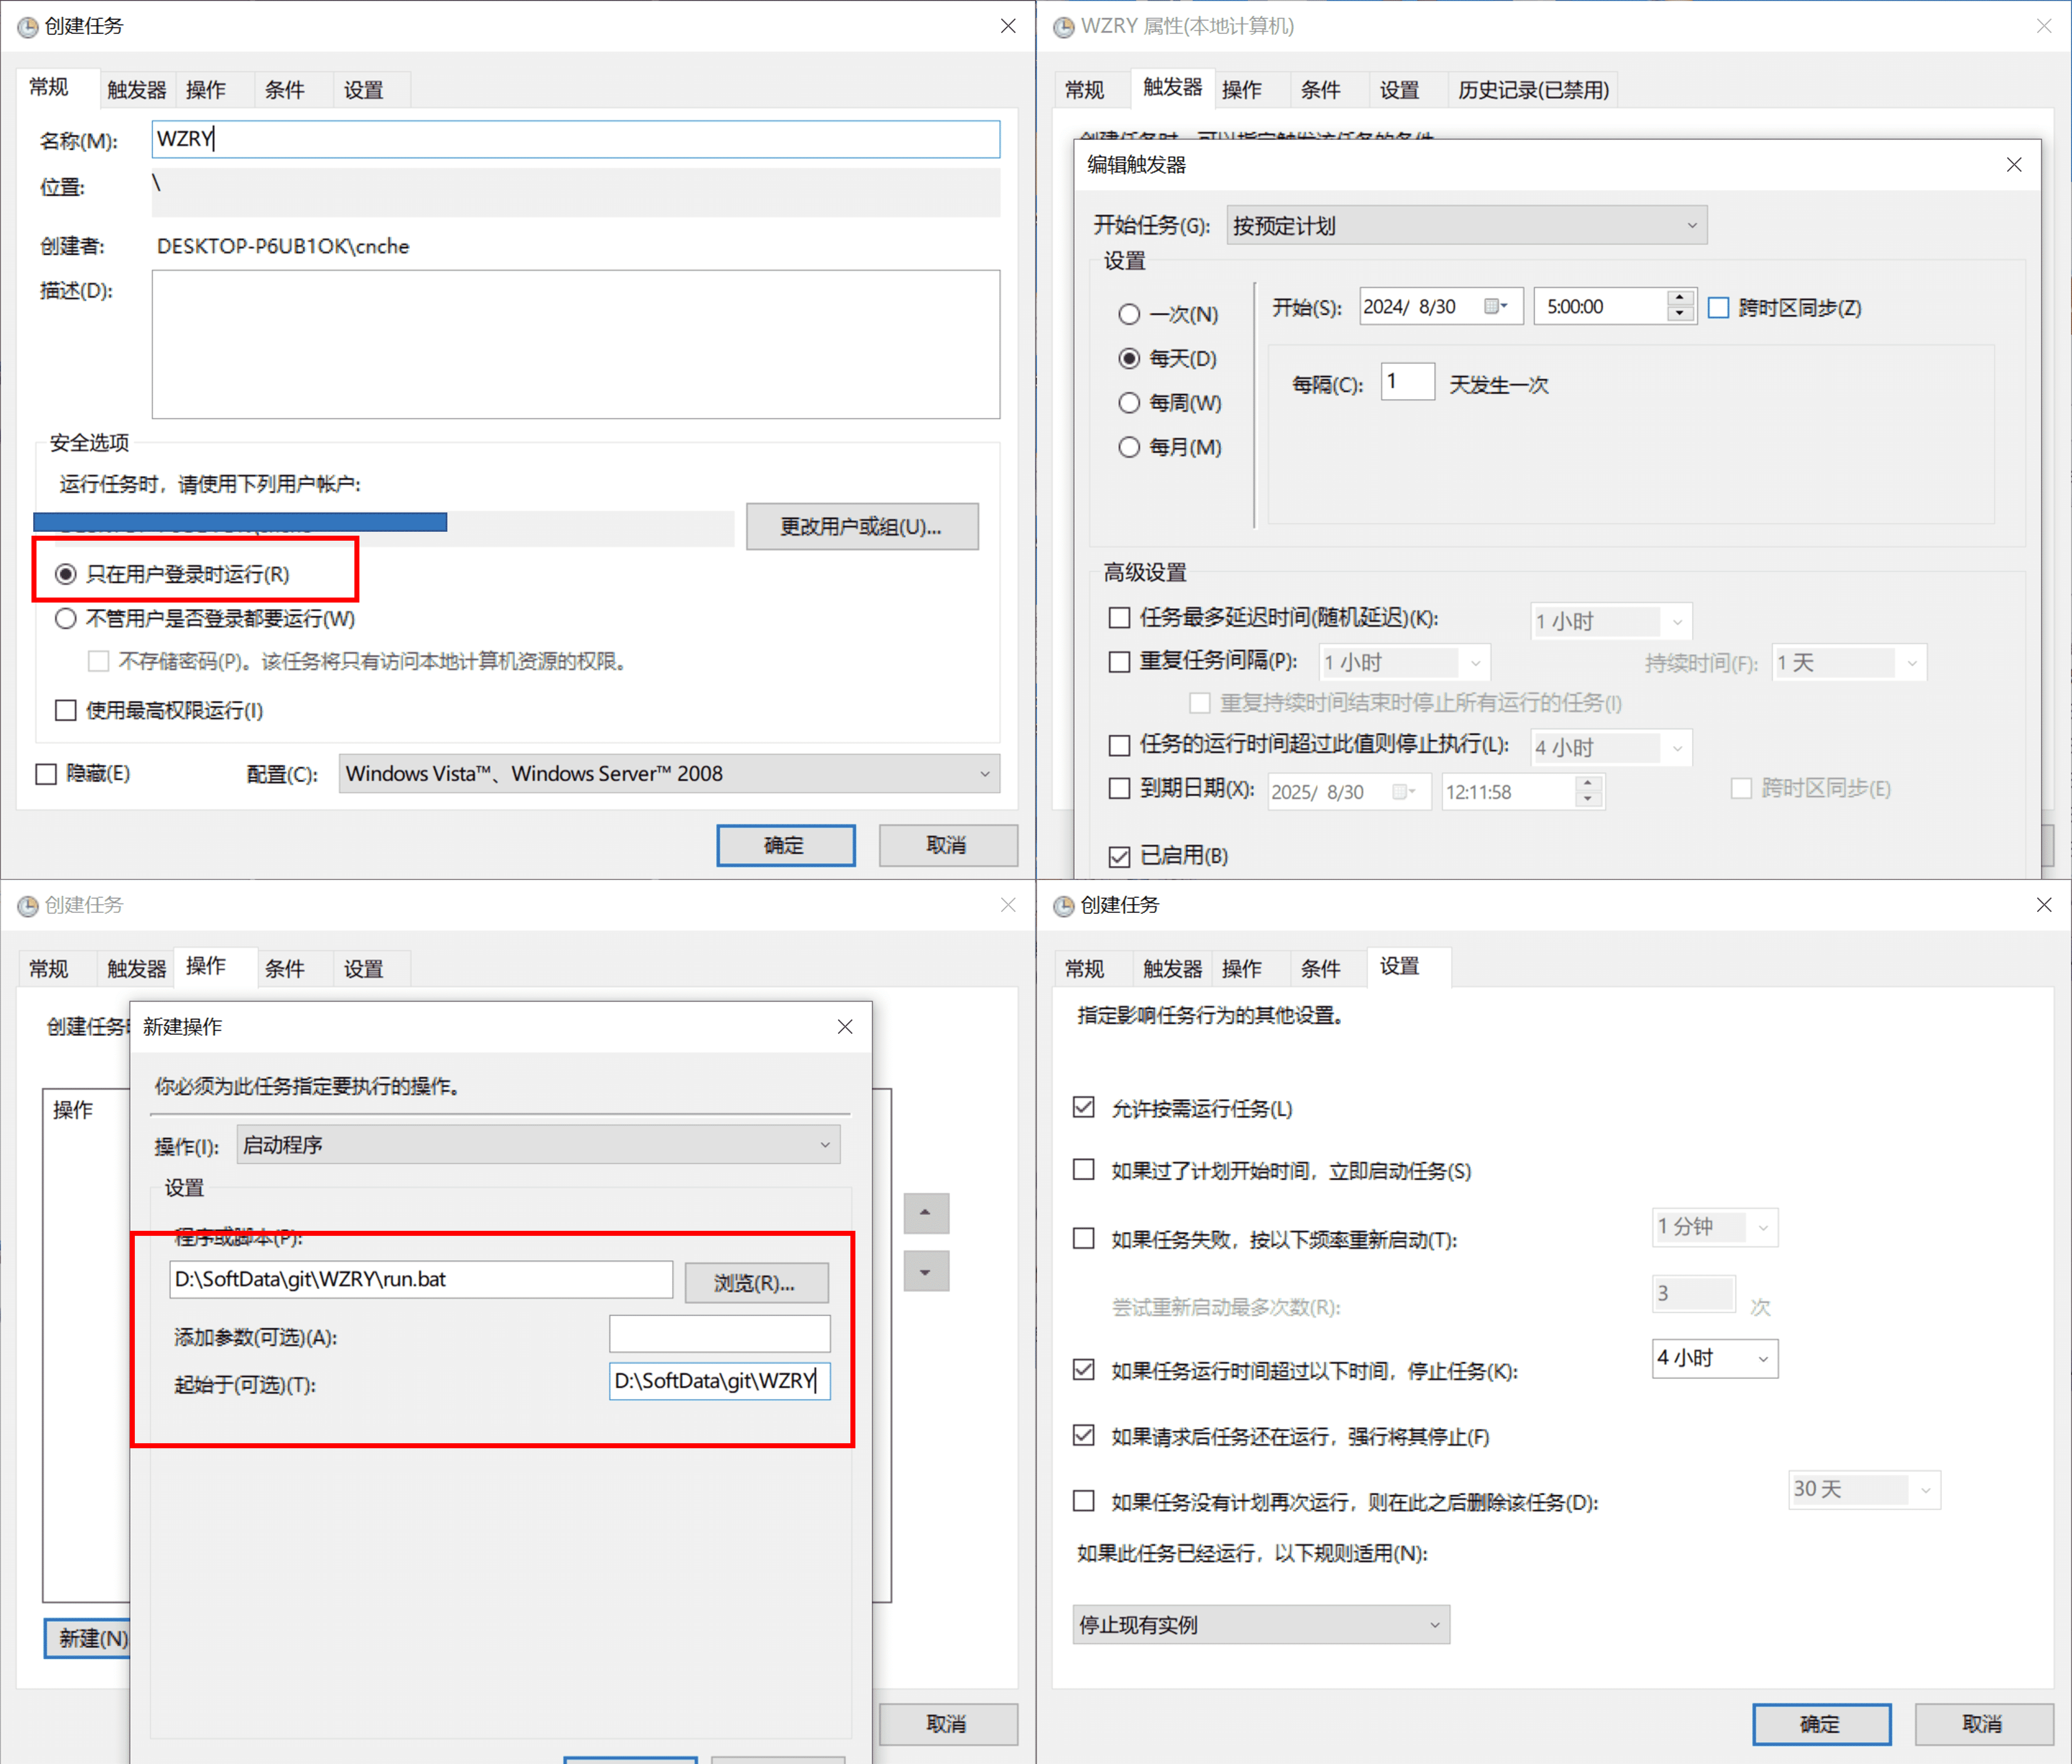 创建任务
常规 触发器 操作 条件 设置
名称(M): WZRY
位置: \
创建者: DESKTOP-P6UB1OK\cnche
描述(D):
安全选项
运行任务时，请使用下列用户帐户:
更改用户或组(U)...
只在用户登录时运行(R)
不管用户是否登录都要运行(W)
不存储密码(P)。该任务将只有访问本地计算机资源的权限。
使用最高权限运行(I)
隐藏(E) 配置(C): Windows Vista™、Windows Server™ 2008
确定 取消
WZRY 属性(本地计算机)
常规 触发器 操作 条件 设置 历史记录(已禁用)
创建任务时，可以指定触发该任务的条件
编辑触发器
开始任务(G): 按预定计划
设置
一次(N)
每天(D)
每周(W)
每月(M)
开始(S): 2024/ 8/30 5:00:00 跨时区同步(Z)
每隔(C): 1 天发生一次
高级设置
任务最多延迟时间(随机延迟)(K): 1 小时
重复任务间隔(P): 1 小时 持续时间(F): 1 天
重复持续时间结束时停止所有运行的任务(I)
任务的运行时间超过此值则停止执行(L): 4 小时
到期日期(X): 2025/ 8/30 12:11:58 跨时区同步(E)
已启用(B)
创建任务
常规 触发器 操作 条件 设置
创建任务
操作
新建(N)
取消
新建操作
你必须为此任务指定要执行的操作。
操作(I): 启动程序
设置
程序或脚本(P):
D:\SoftData\git\WZRY\run.bat 浏览(R)...
添加参数(可选)(A):
起始于(可选)(T): D:\SoftData\git\WZRY
创建任务
常规 触发器 操作 条件 设置
指定影响任务行为的其他设置。
允许按需运行任务(L)
如果过了计划开始时间，立即启动任务(S)
如果任务失败，按以下频率重新启动(T): 1 分钟
尝试重新启动最多次数(R): 3 次
如果任务运行时间超过以下时间，停止任务(K): 4 小时
如果请求后任务还在运行，强行将其停止(F)
如果任务没有计划再次运行，则在此之后删除该任务(D): 30 天
如果此任务已经运行，以下规则适用(N):
停止现有实例
确定 取消